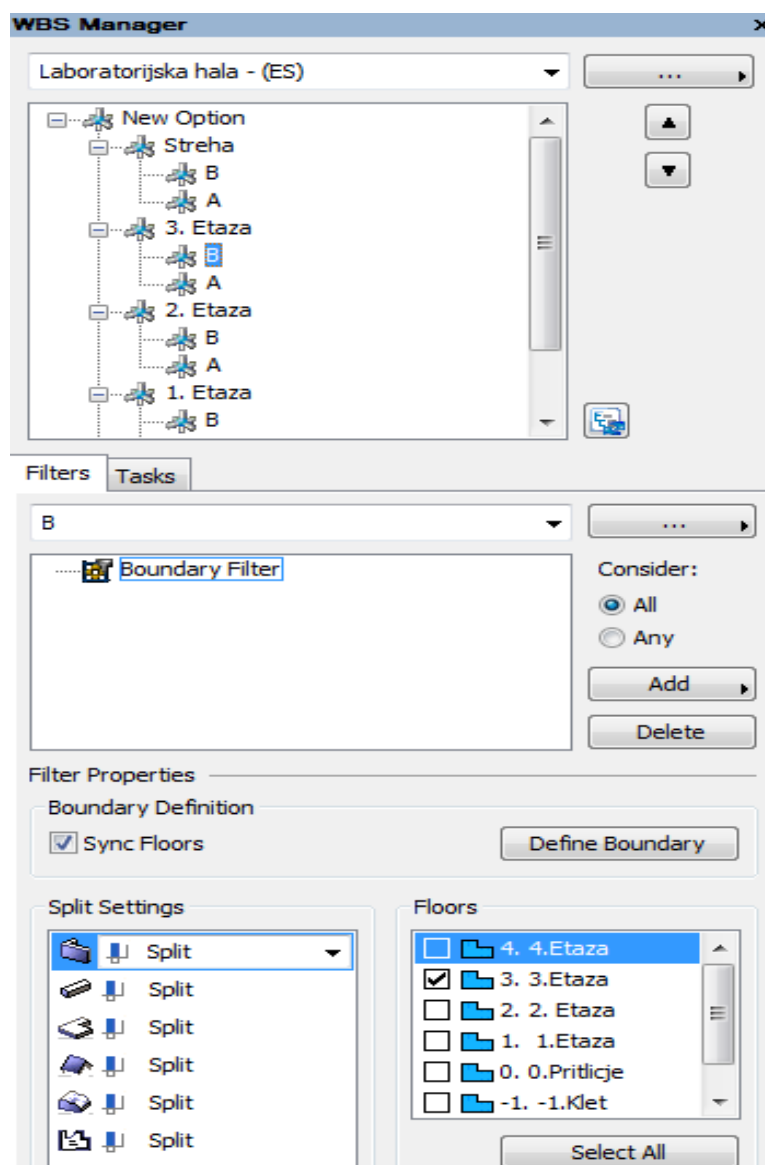 WBS Manager x
Laboratorijska hala - (ES) ...
New Option
Streha
B
A
3. Etaza
B
A
2. Etaza
B
A
1. Etaza
B
Filters Tasks
B ...
Boundary Filter
Consider:
All
Any
Add
Delete
Filter Properties
Boundary Definition
Sync Floors Define Boundary
Split Settings
Split
Split
Split
Split
Split
Split
Floors
4. 4.Etaza
3. 3.Etaza
2. 2. Etaza
1. 1.Etaza
0. 0.Pritlicje
-1. -1.Klet
Select All